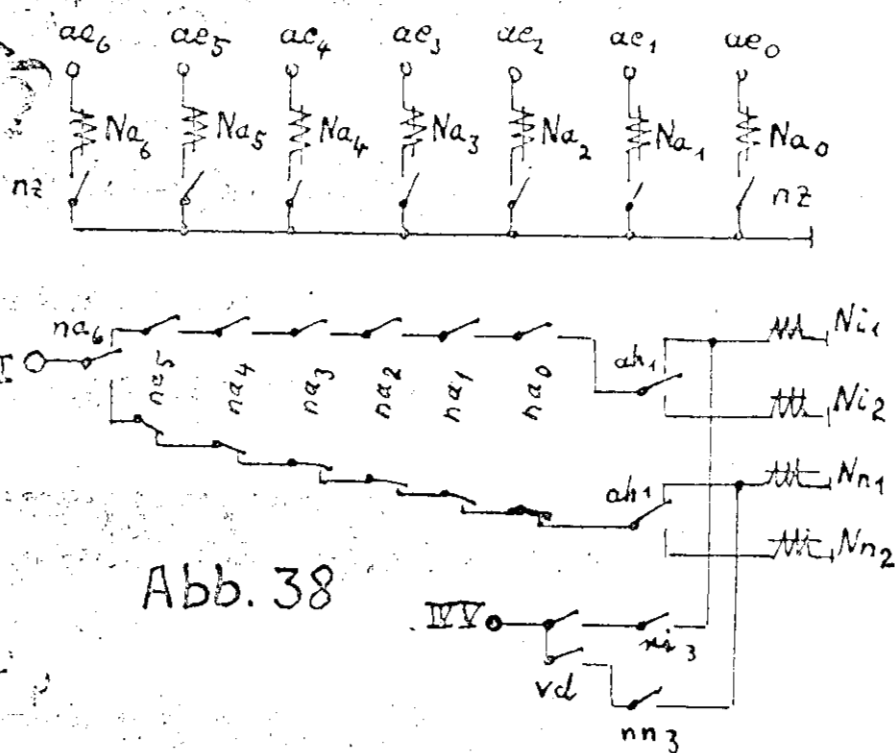 ae₆ ae₅ ae₄ ae₃ ae₂ ae₁ ae₀
Na₆ Na₅ Na₄ Na₃ Na₂ Na₁ Na₀
nz nz
na₆
I
na₅ na₄ na₃ na₂ na₁ na₀
ah₁
Ni₁
Ni₂
ah₁
Nn₁
Nn₂
Abb. 38
IV V
ni₃
vd
nn₃